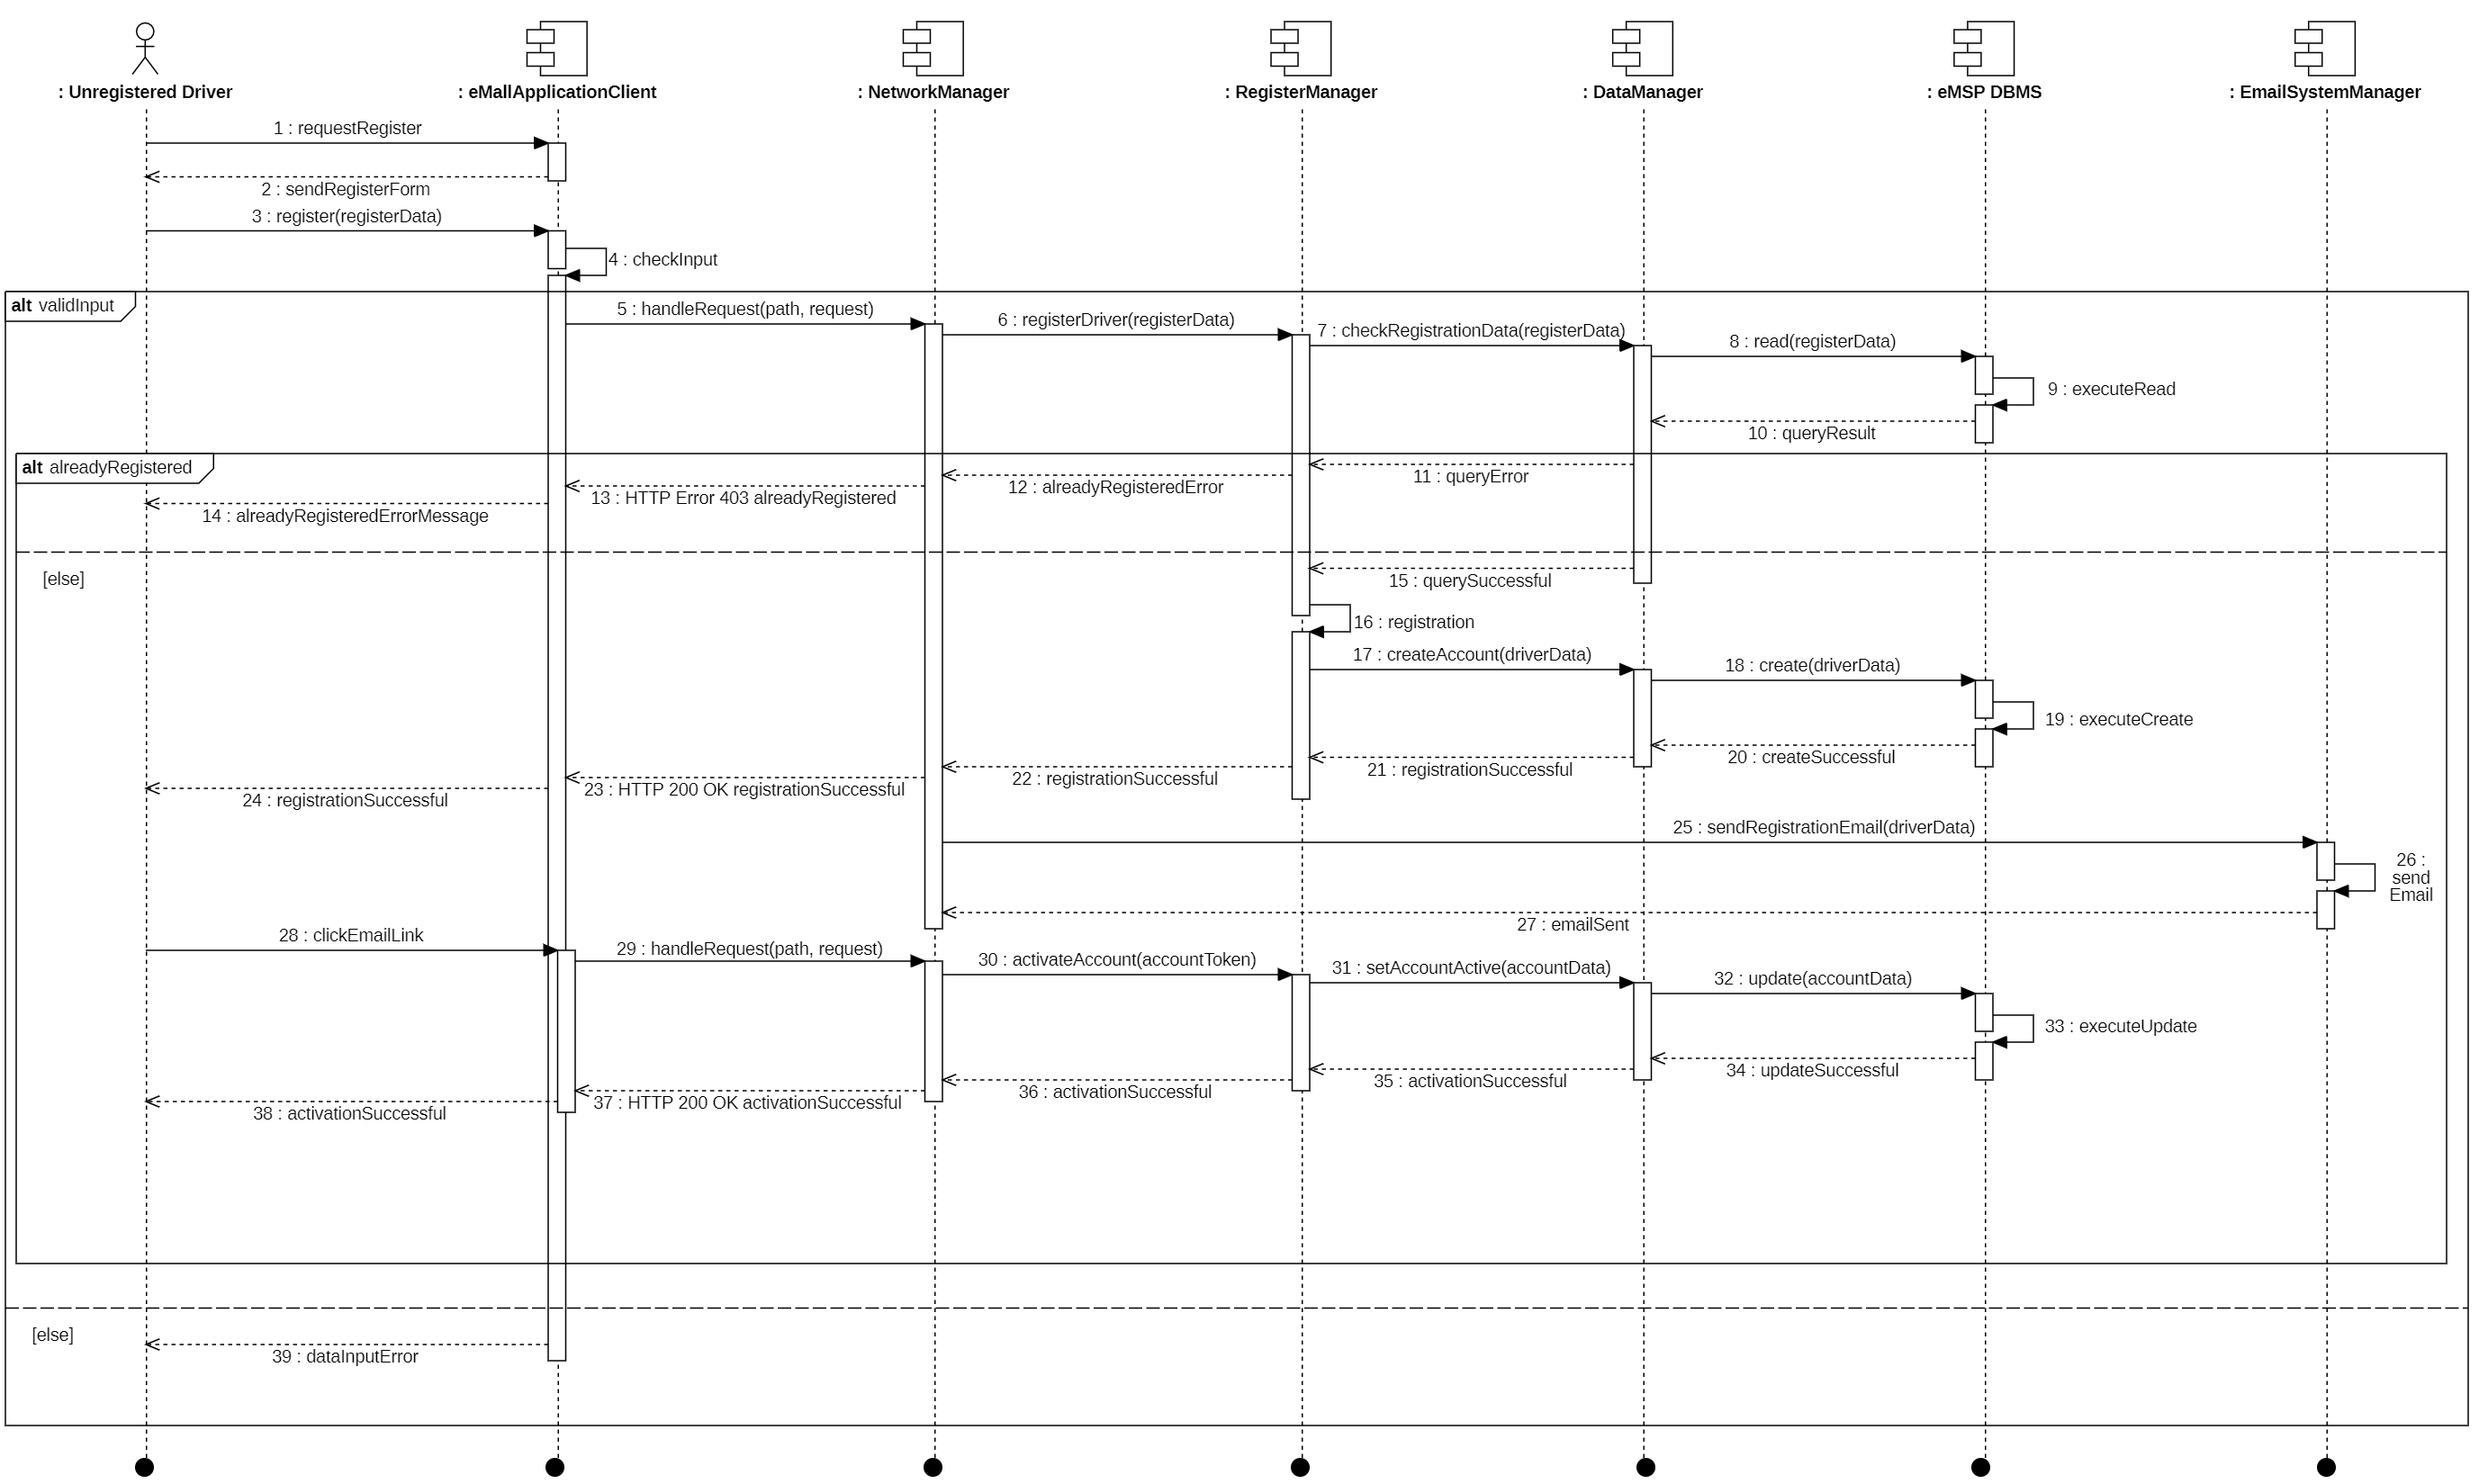 : Unregistered Driver
: eMallApplicationClient
: NetworkManager
: RegisterManager
: DataManager
: eMSP DBMS
: EmailSystemManager
1 : requestRegister
2 : sendRegisterForm
3 : register(registerData)
4 : checkInput
alt validInput
5 : handleRequest(path, request)
6 : registerDriver(registerData)
7 : checkRegistrationData(registerData)
8 : read(registerData)
9 : executeRead
10 : queryResult
alt alreadyRegistered
11 : queryError
12 : alreadyRegisteredError
13 : HTTP Error 403 alreadyRegistered
14 : alreadyRegisteredErrorMessage
[else]
15 : querySuccessful
16 : registration
17 : createAccount(driverData)
18 : create(driverData)
19 : executeCreate
20 : createSuccessful
21 : registrationSuccessful
22 : registrationSuccessful
23 : HTTP 200 OK registrationSuccessful
24 : registrationSuccessful
25 : sendRegistrationEmail(driverData)
26 :
send
Email
27 : emailSent
28 : clickEmailLink
29 : handleRequest(path, request)
30 : activateAccount(accountToken)
31 : setAccountActive(accountData)
32 : update(accountData)
33 : executeUpdate
34 : updateSuccessful
35 : activationSuccessful
36 : activationSuccessful
37 : HTTP 200 OK activationSuccessful
38 : activationSuccessful
[else]
39 : dataInputError